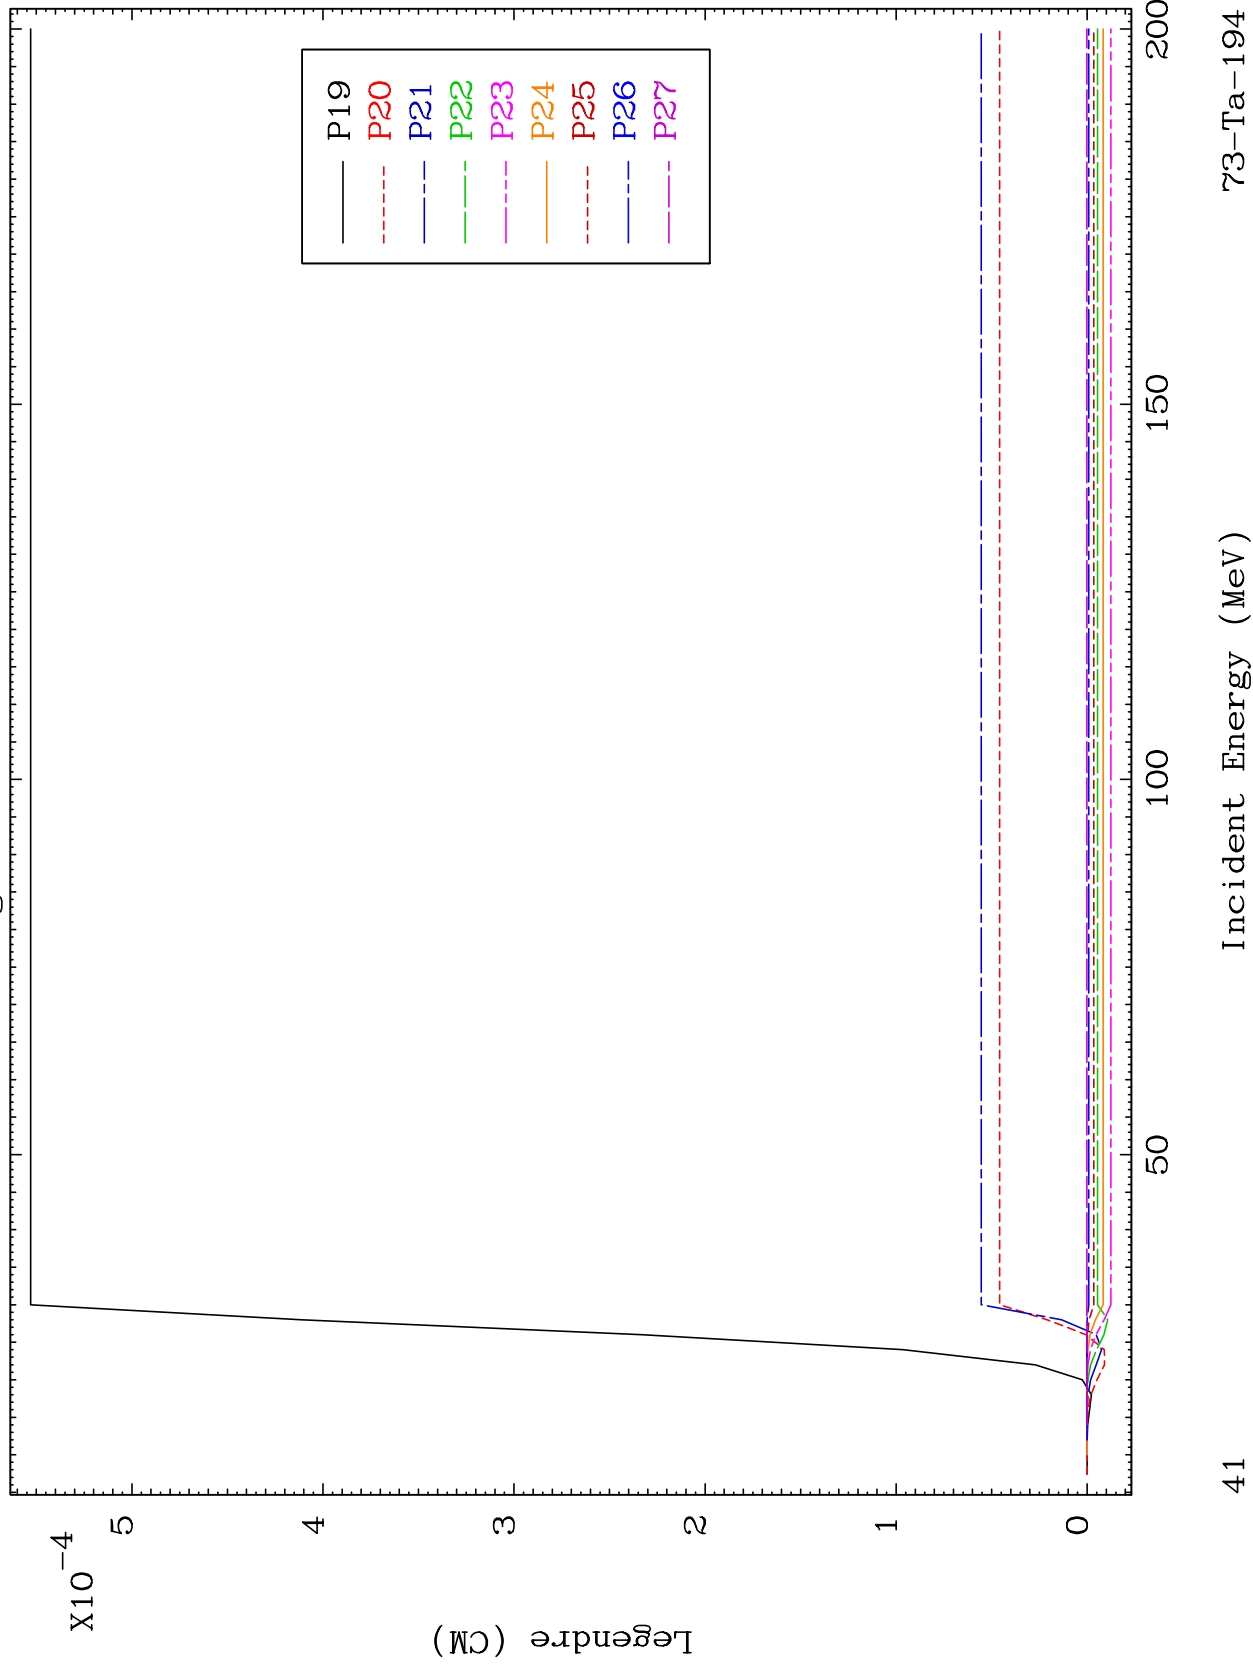 X10-4
5
4
3
2
1
0
Legendre (CM)
P19
P20
P21
P22
P23
P24
P25
P26
P27
50
100
150
200
Incident Energy (MeV)
41
73-Ta-194